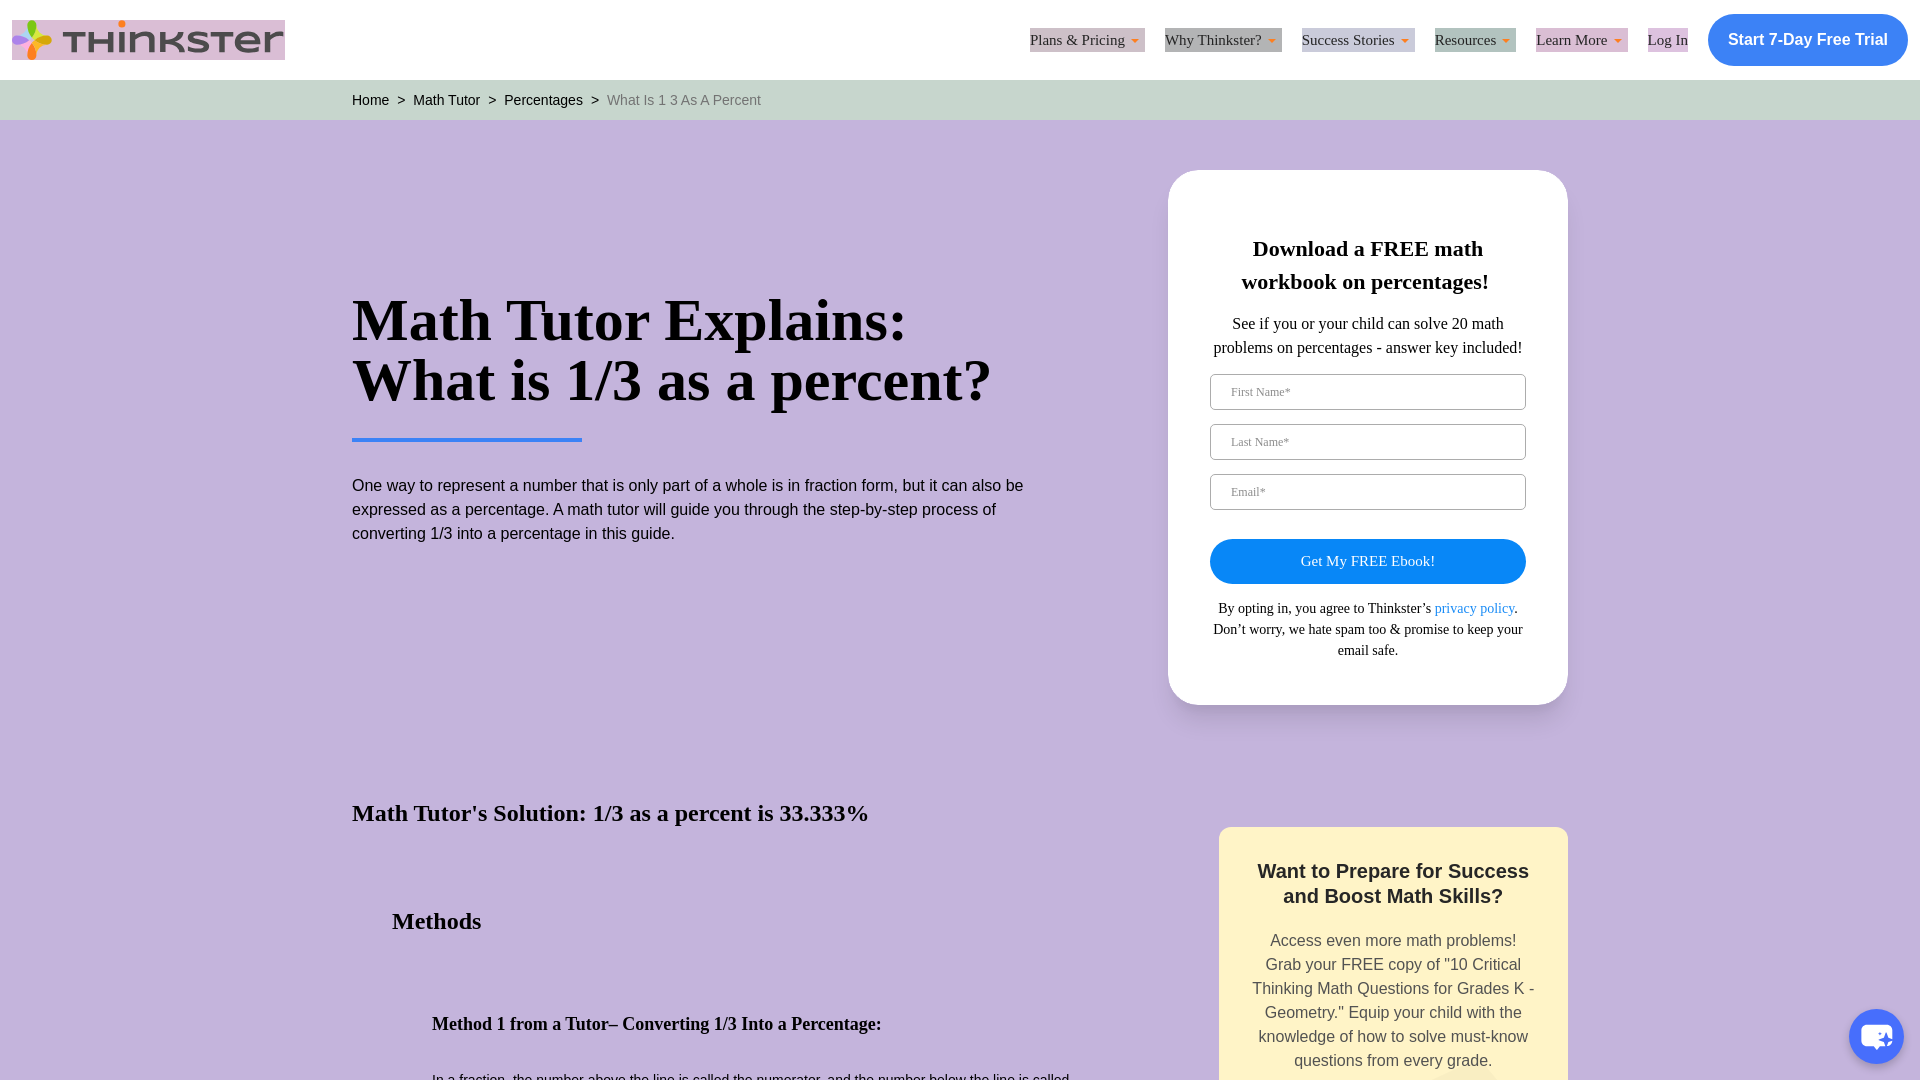 THINKSTER
Plans & Pricing
Why Thinkster?
Success Stories
Resources
Learn More
Log In
Start 7-Day Free Trial
Home > Math Tutor > Percentages > What Is 1 3 As A Percent
Math Tutor Explains:
What is 1/3 as a percent?
One way to represent a number that is only part of a whole is in fraction form, but it can also be
expressed as a percentage. A math tutor will guide you through the step-by-step process of
converting 1/3 into a percentage in this guide.
Download a FREE math
workbook on percentages!
See if you or your child can solve 20 math
problems on percentages - answer key included!
First Name*
Last Name*
Email*
Get My FREE Ebook!
By opting in, you agree to Thinkster’s privacy policy.
Don’t worry, we hate spam too & promise to keep your
email safe.
Math Tutor's Solution: 1/3 as a percent is 33.333%
Methods
Method 1 from a Tutor– Converting 1/3 Into a Percentage:
In a fraction, the number above the line is called the numerator, and the number below the line is called
Want to Prepare for Success
and Boost Math Skills?
Access even more math problems!
Grab your FREE copy of "10 Critical
Thinking Math Questions for Grades K -
Geometry." Equip your child with the
knowledge of how to solve must-know
questions from every grade.